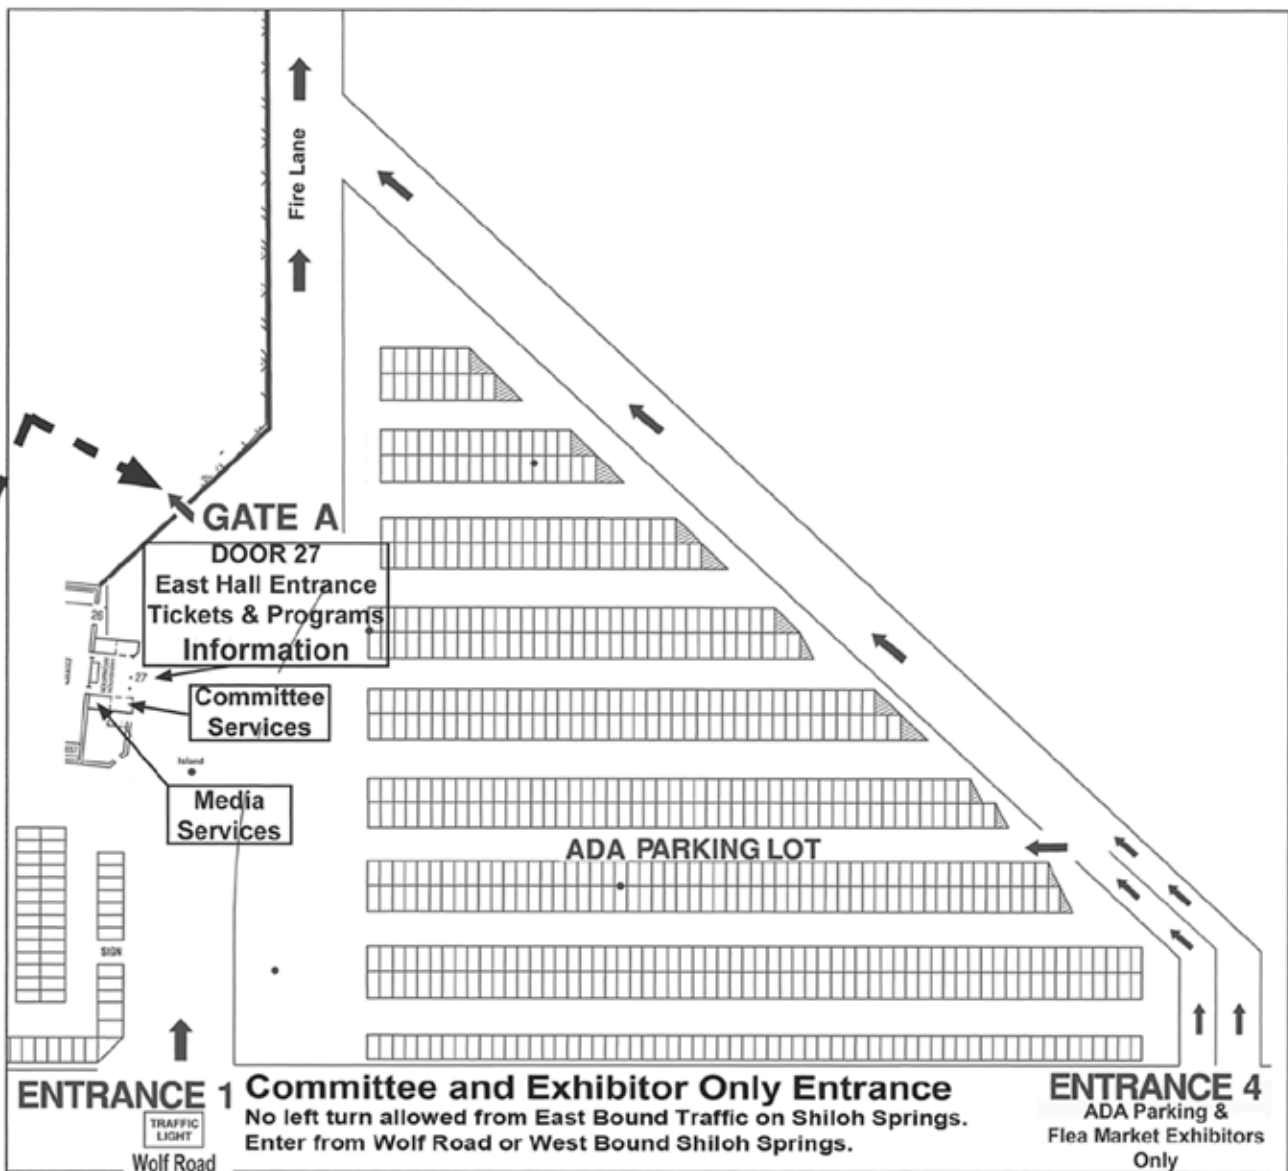 Fire Lane
GATE A
DOOR 27
East Hall Entrance
Tickets & Programs
Information
26
27
Committee
Services
Island
Media
Services
ADA PARKING LOT
SIGN
ENTRANCE 1
TRAFFIC
LIGHT
Wolf Road
Committee and Exhibitor Only Entrance
No left turn allowed from East Bound Traffic on Shiloh Springs.
Enter from Wolf Road or West Bound Shiloh Springs.
ENTRANCE 4
ADA Parking &
Flea Market Exhibitors
Only